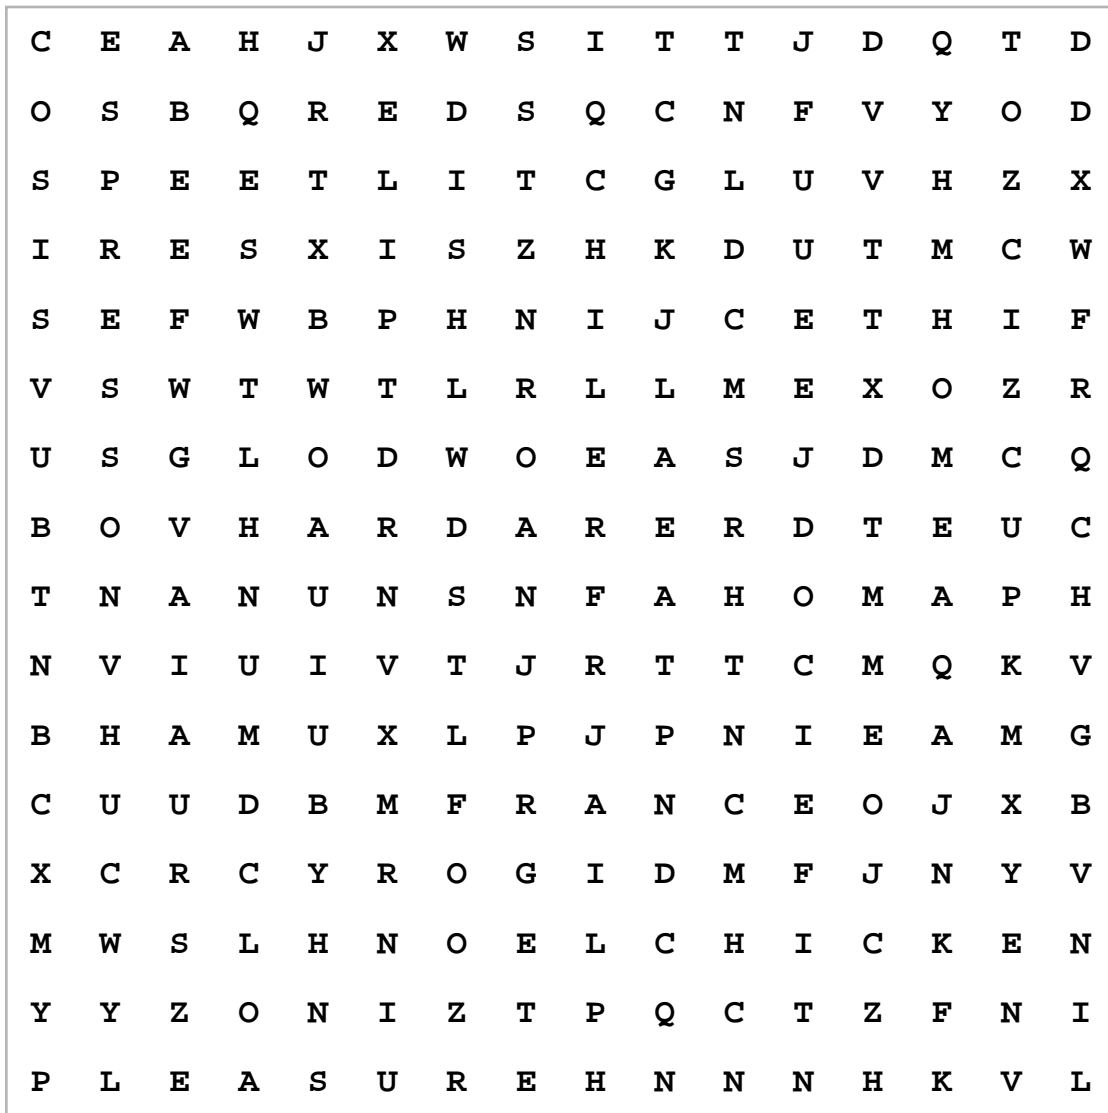 C E A H J X W S I T T J D Q T D
O S B Q R E D S Q C N F V Y O D
S P E E T L I T C G L U V H Z X
I R E S X I S Z H K D U T M C W
S E F W B P H N I J C E T H I F
V S W T W T L R L L M E X O Z R
U S G L O D W O E A S J D M C Q
B O V H A R D A R E R D T E U C
T N A N U N S N F A H O M A P H
N V I U I V T J R T T C M Q K V
B H A M U X L P J P N I E A M G
C U U D B M F R A N C E O J X B
X C R C Y R O G I D M F J N Y V
M W S L H N O E L C H I C K E N
Y Y Z O N I Z T P Q C T Z F N I
P L E A S U R E H N N N H K V L